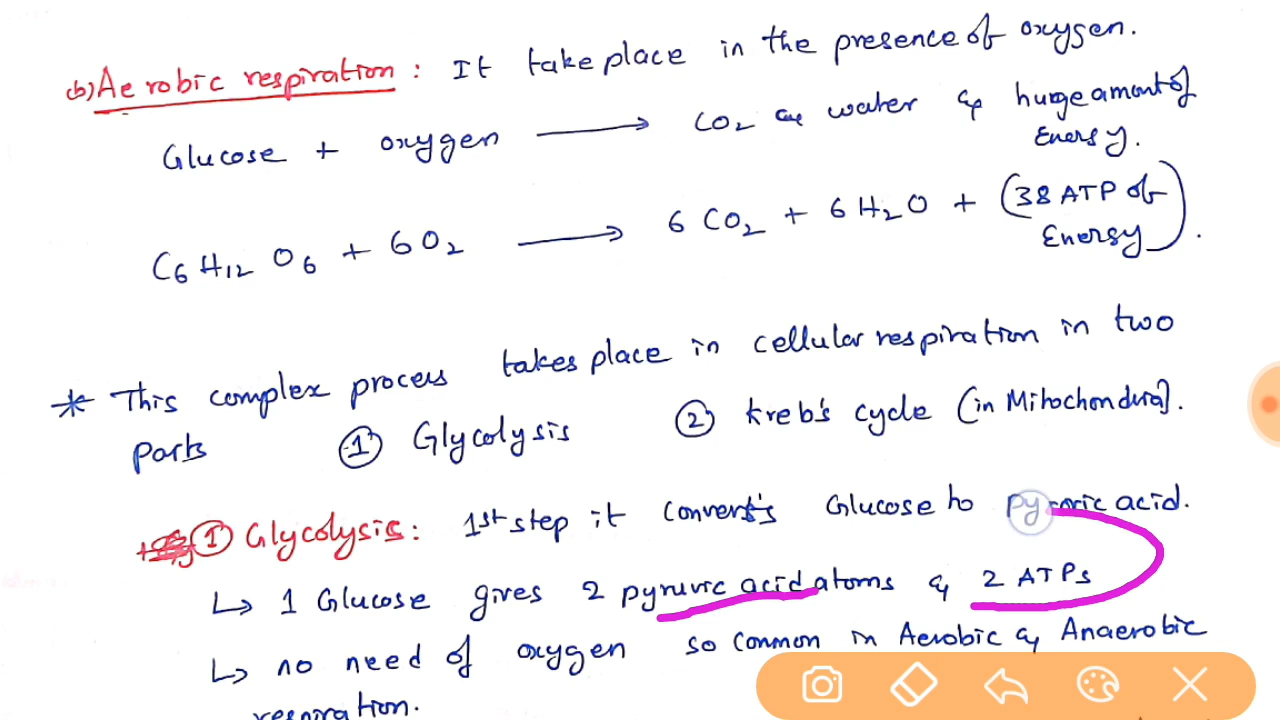 (b) Aerobic respiration : It take place in the presence of oxygen.
Glucose + oxygen → CO2 & water & huge amount of
Energy.
C6H12O6 + 6O2 → 6CO2 + 6H2O + (38 ATP of
Energy).
* This complex process takes place in cellular respiration in two
parts ① Glycolysis ② Kreb's cycle (in Mitochondria).
① Glycolysis: 1st step it convert's Glucose to pyruvic acid.
↳ 1 Glucose gives 2 pyruvic acid atoms & 2 ATPs
↳ no need of oxygen so common in Aerobic & Anaerobic
respiration.